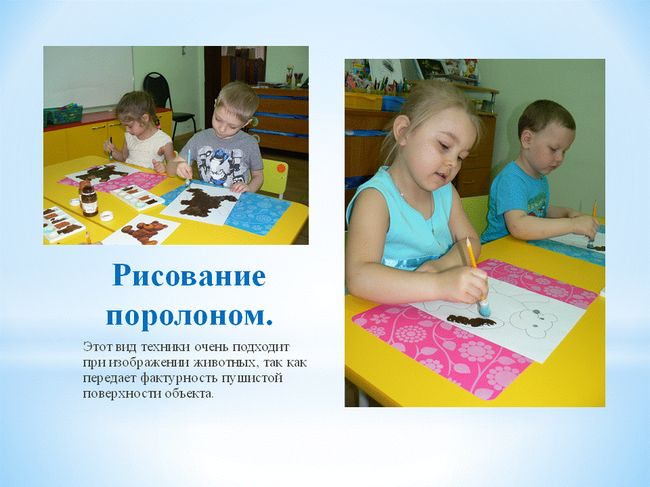 Рисование
поролоном.
Этот вид техники очень подходит
при изображении животных, так как
передает фактурность пушистой
поверхности объекта.